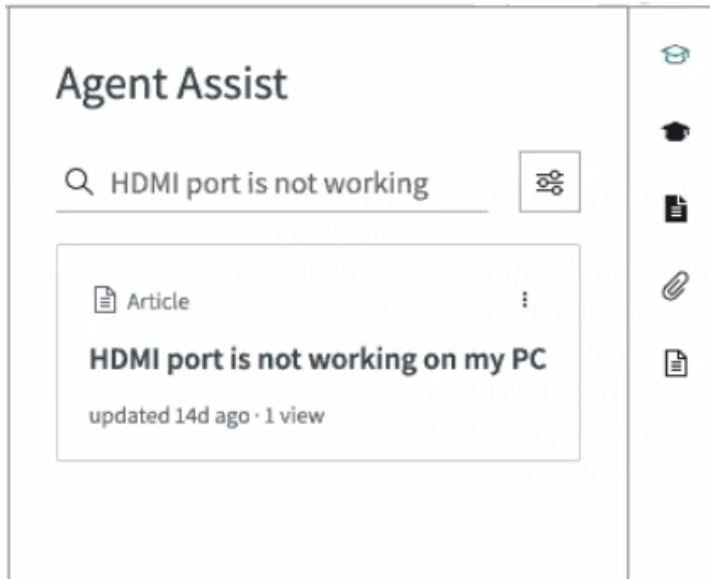 Agent Assist
HDMI port is not working
Article
HDMI port is not working on my PC
updated 14d ago · 1 view